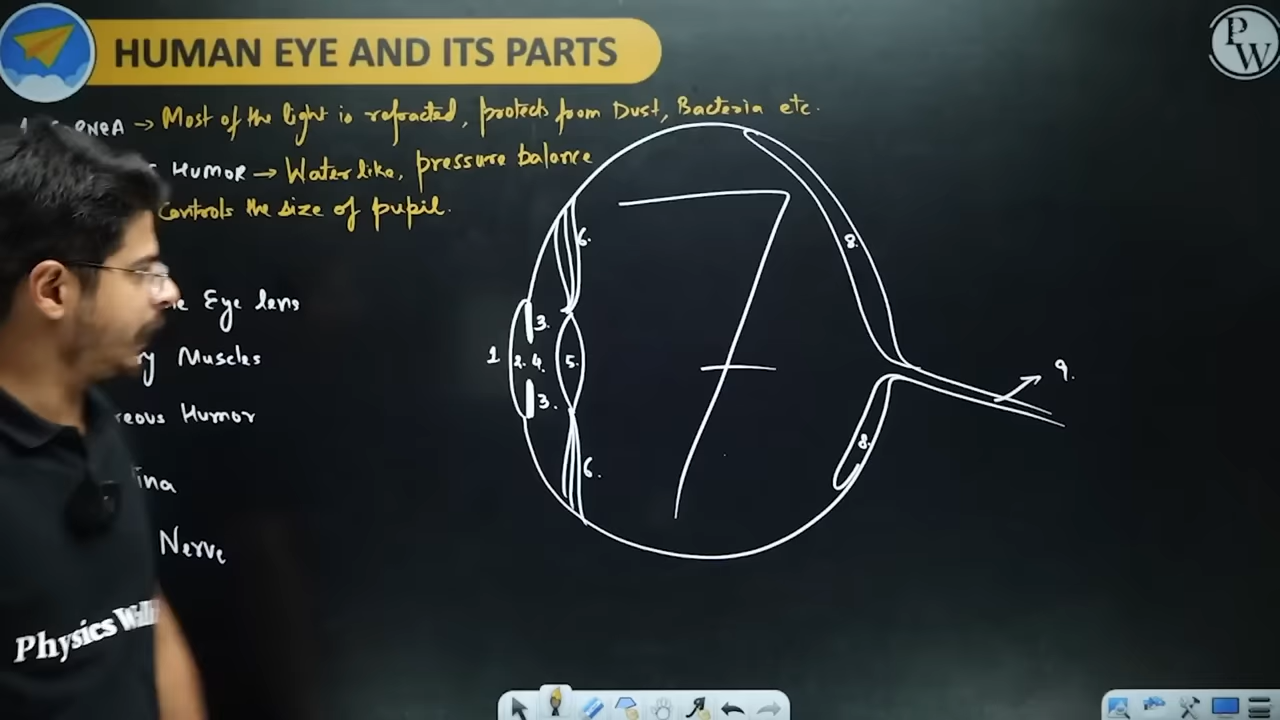 HUMAN EYE AND ITS PARTS
PW
→ Most of the light is refracted, protects from Dust, Bacteria etc.
HUMOR → Water like, pressure balance
Controls the size of pupil.
Eye lens
Muscles
Humor
Nerve
6.
8.
3.
1 2. 4. 5.
7
9.
3.
8.
6.
Physics